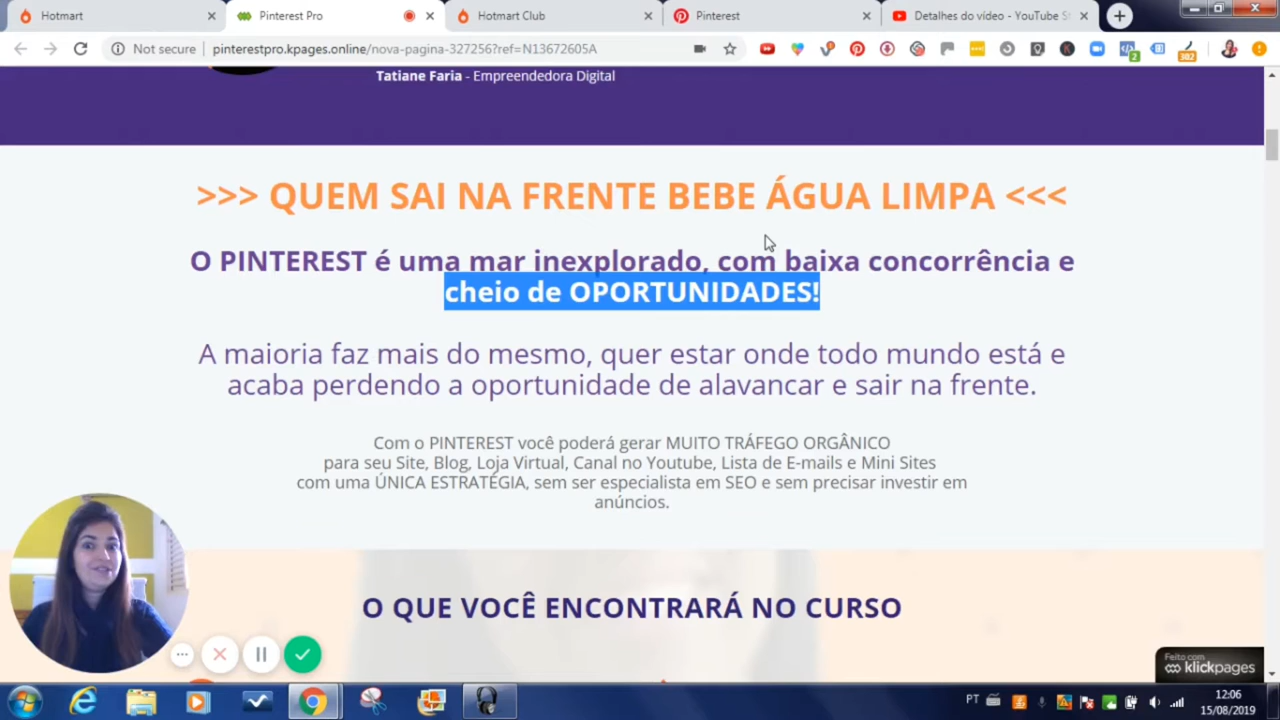 Hotmart
Pinterest Pro
Hotmart Club
Pinterest
Detalhes do vídeo - YouTube St
Not secure
pinterestpro.kpages.online/nova-pagina-327256?ref=N13672605A
2
302
Tatiane Faria - Empreendedora Digital
>>> QUEM SAI NA FRENTE BEBE ÁGUA LIMPA <<<
O PINTEREST é uma mar inexplorado, com baixa concorrência e
cheio de OPORTUNIDADES!
A maioria faz mais do mesmo, quer estar onde todo mundo está e
acaba perdendo a oportunidade de alavancar e sair na frente.
Com o PINTEREST você poderá gerar MUITO TRÁFEGO ORGÂNICO
para seu Site, Blog, Loja Virtual, Canal no Youtube, Lista de E-mails e Mini Sites
com uma ÚNICA ESTRATÉGIA, sem ser especialista em SEO e sem precisar investir em
anúncios.
O QUE VOCÊ ENCONTRARÁ NO CURSO
Feito com
klickpages
PT
12:06
15/08/2019